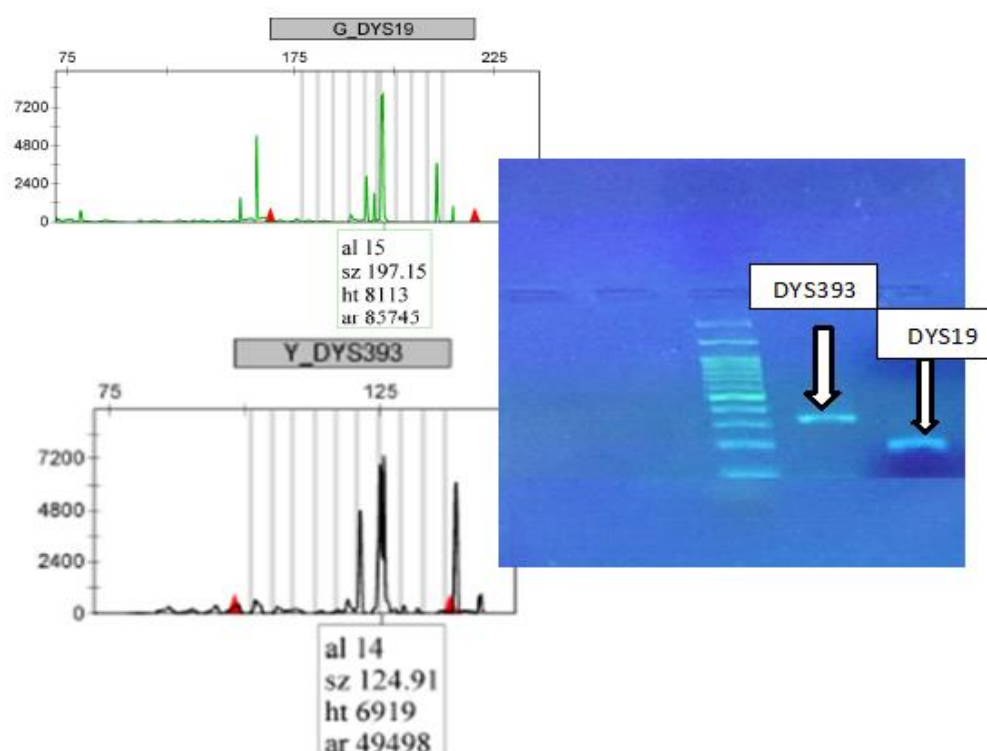 G_DYS19
75 175 225
7200
4800
2400
0
al 15
sz 197.15
ht 8113
ar 85745
Y_DYS393
75 125
7200
4800
2400
0
al 14
sz 124.91
ht 6919
ar 49498
DYS393
DYS19